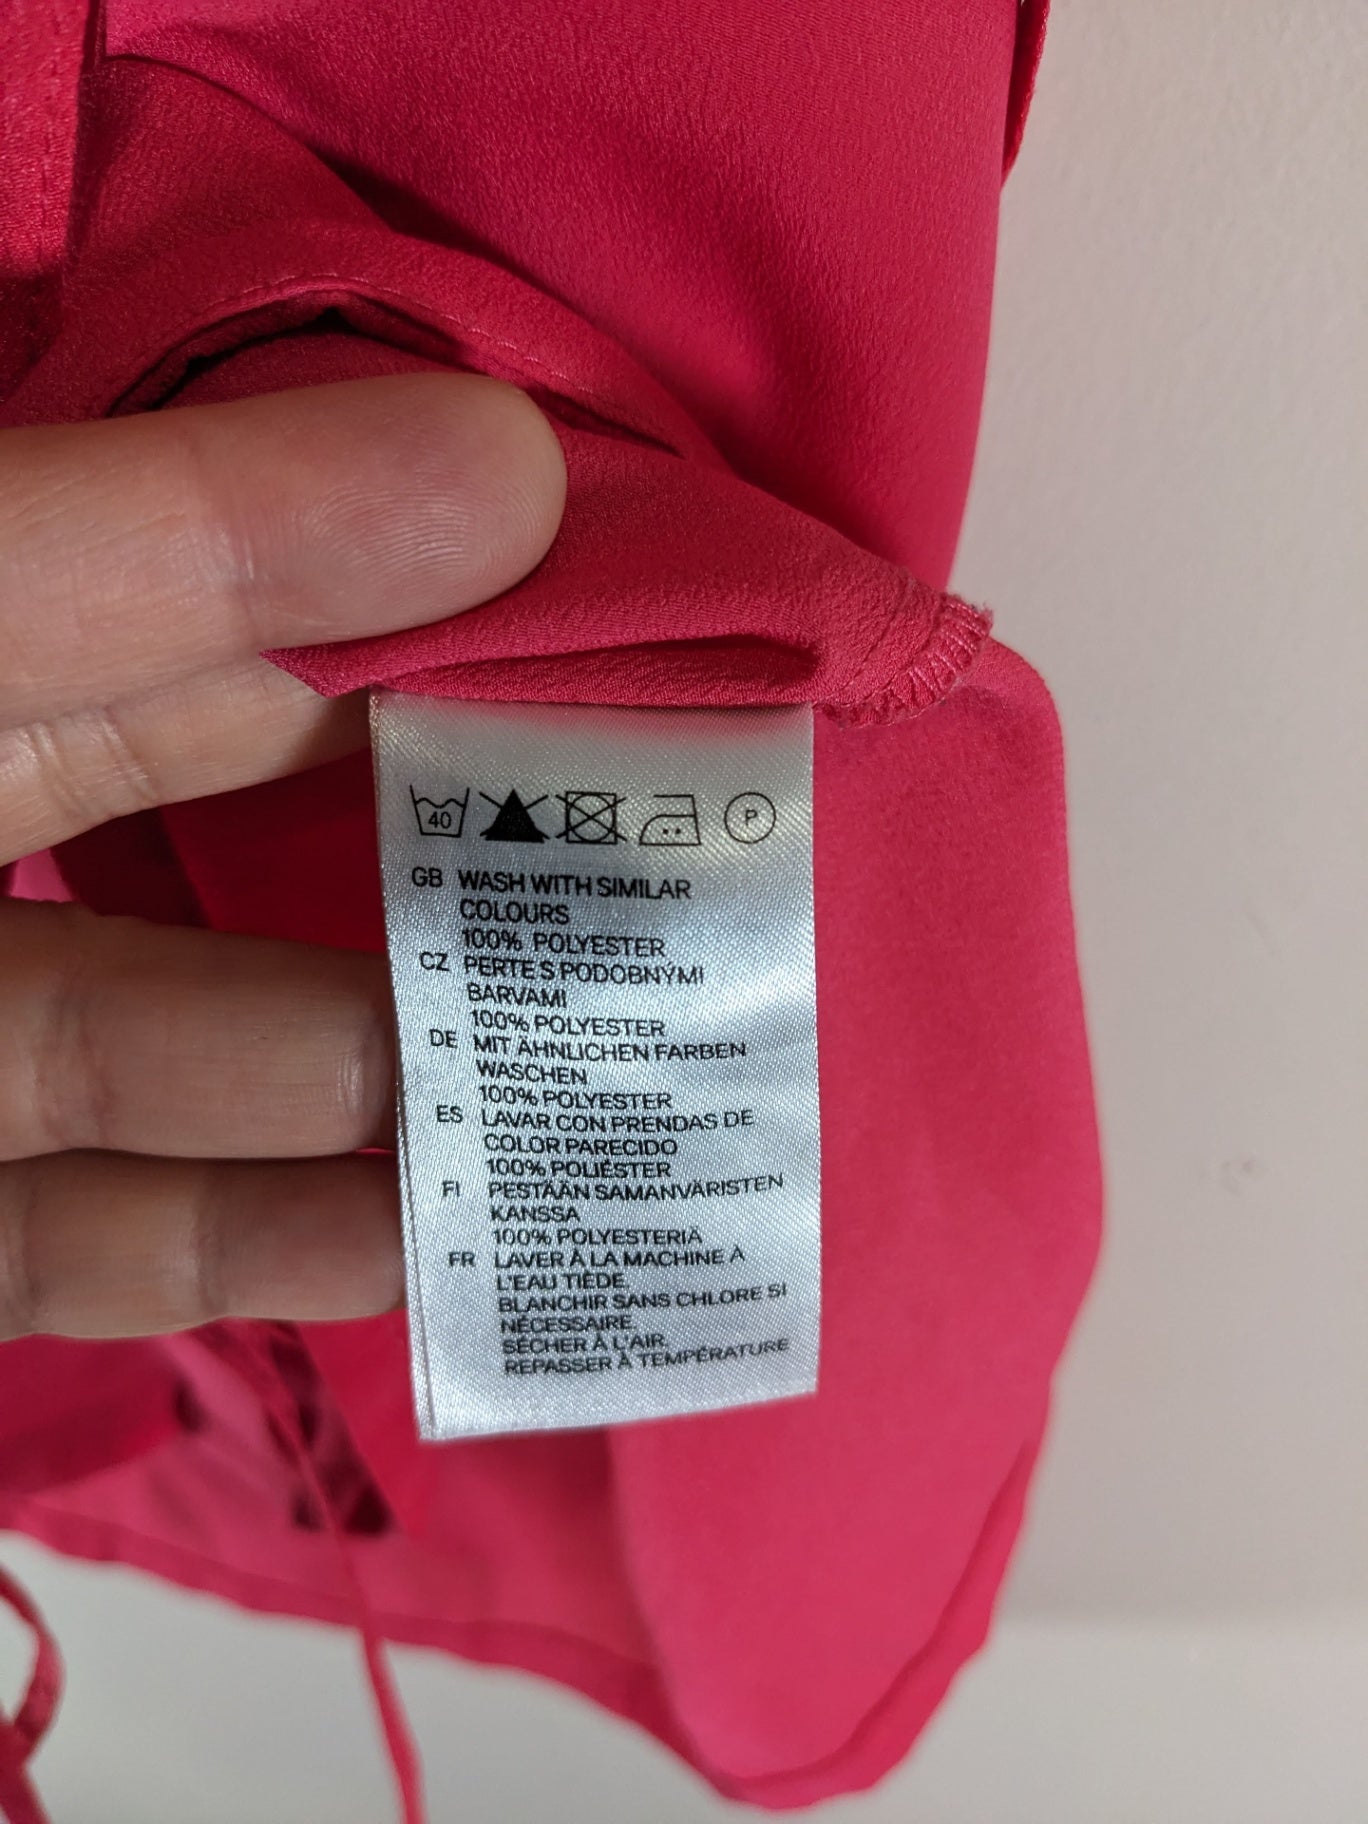 40 P
GB WASH WITH SIMILAR
COLOURS
100% POLYESTER
CZ PERTE S PODOBNÝMI
BARVAMI
100% POLYESTER
DE MIT ÄHNLICHEN FARBEN
WASCHEN
100% POLYESTER
ES LAVAR CON PRENDAS DE
COLOR PARECIDO
100% POLIÉSTER
FI PESTÄÄN SAMANVÄRISTEN
KANSSA
100% POLYESTERIÄ
FR LAVER À LA MACHINE À
L'EAU TIÈDE.
BLANCHIR SANS CHLORE SI
NÉCESSAIRE.
SÉCHER À L'AIR.
REPASSER À TEMPÉRATURE